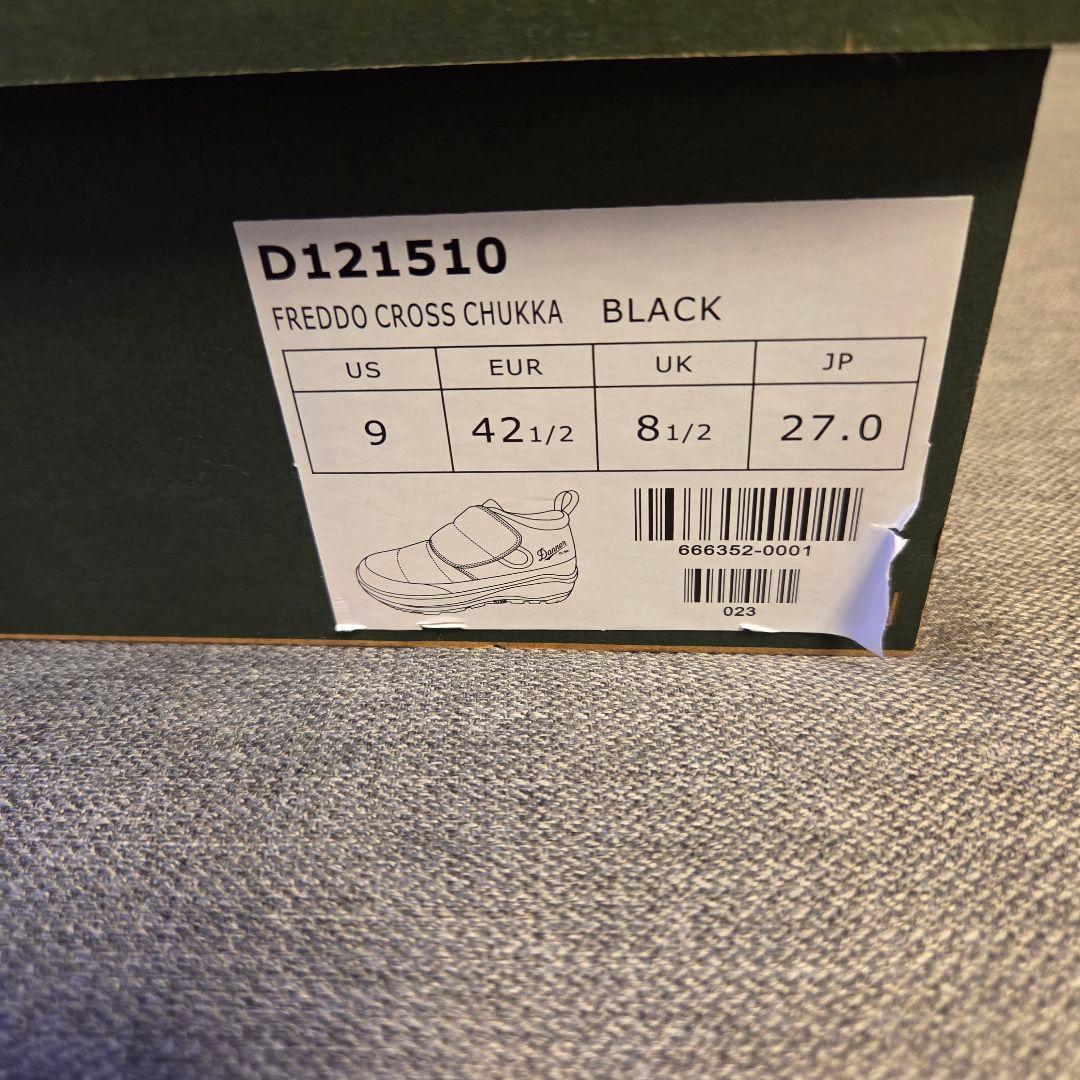 D121510
FREDDO CROSS CHUKKA BLACK
US EUR UK JP
9 42 1/2 8 1/2 27.0
Danner
666352-0001
023